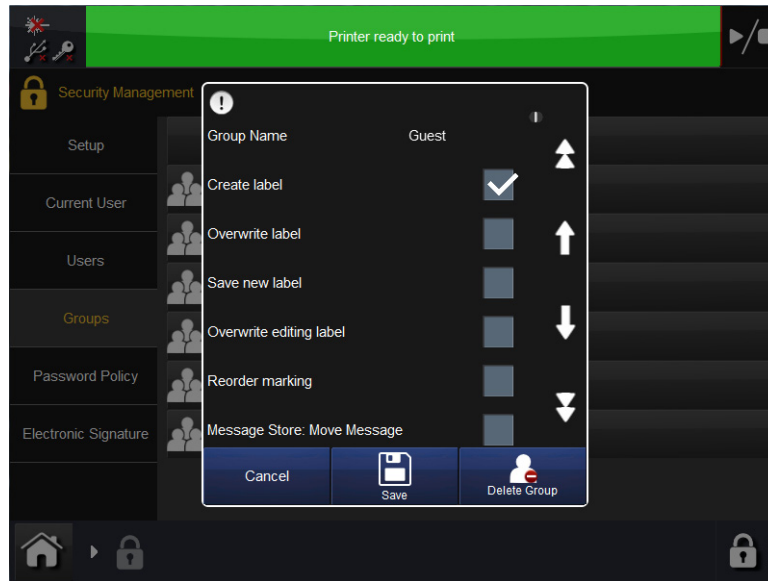 Printer ready to print
Security Management
Setup
Current User
Users
Groups
Password Policy
Electronic Signature
Group Name Guest
Create label
Overwrite label
Save new label
Overwrite editing label
Reorder marking
Message Store: Move Message
Cancel
Save
Delete Group